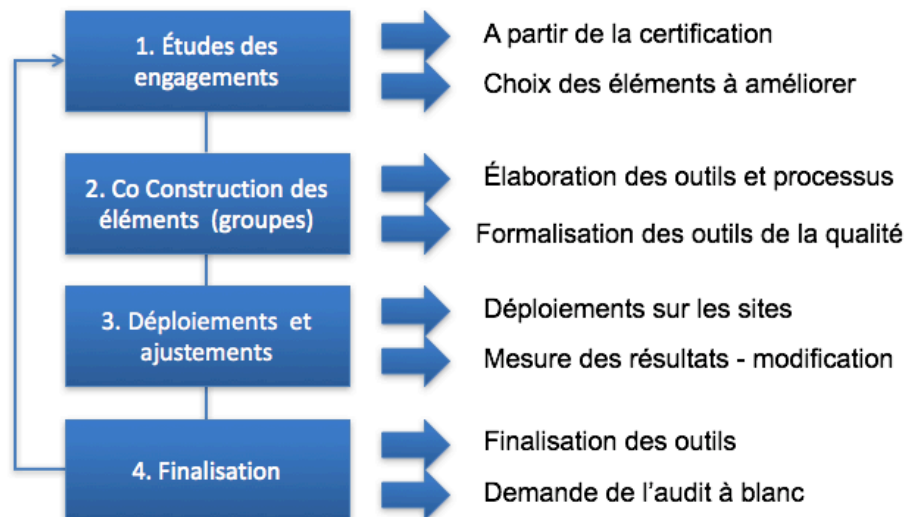 1. Études des
engagements
A partir de la certification
Choix des éléments à améliorer
2. Co Construction des
éléments (groupes)
Élaboration des outils et processus
Formalisation des outils de la qualité
3. Déploiements et
ajustements
Déploiements sur les sites
Mesure des résultats - modification
4. Finalisation
Finalisation des outils
Demande de l'audit à blanc